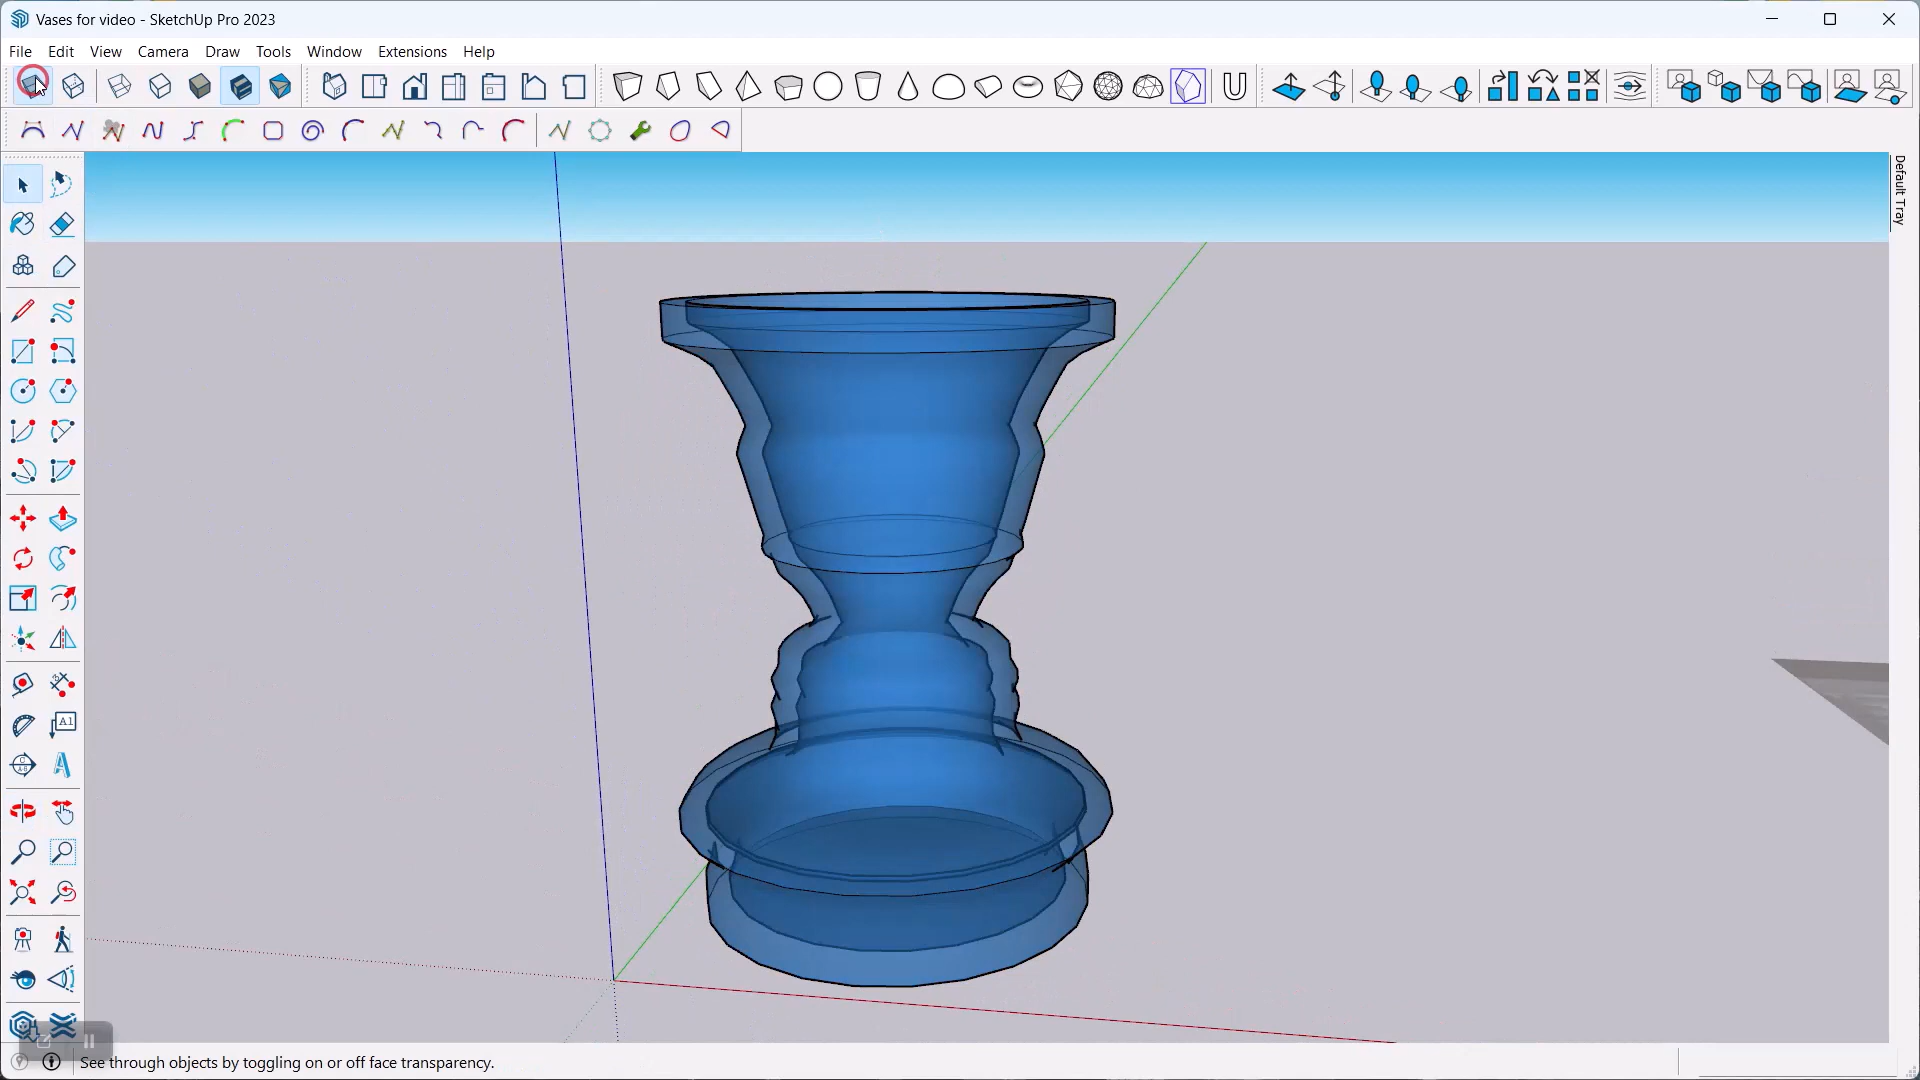 Vases for video - SketchUp Pro 2023
File Edit View Camera Draw Tools Window Extensions Help
Default Tray
A1
See through objects by toggling on or off face transparency.